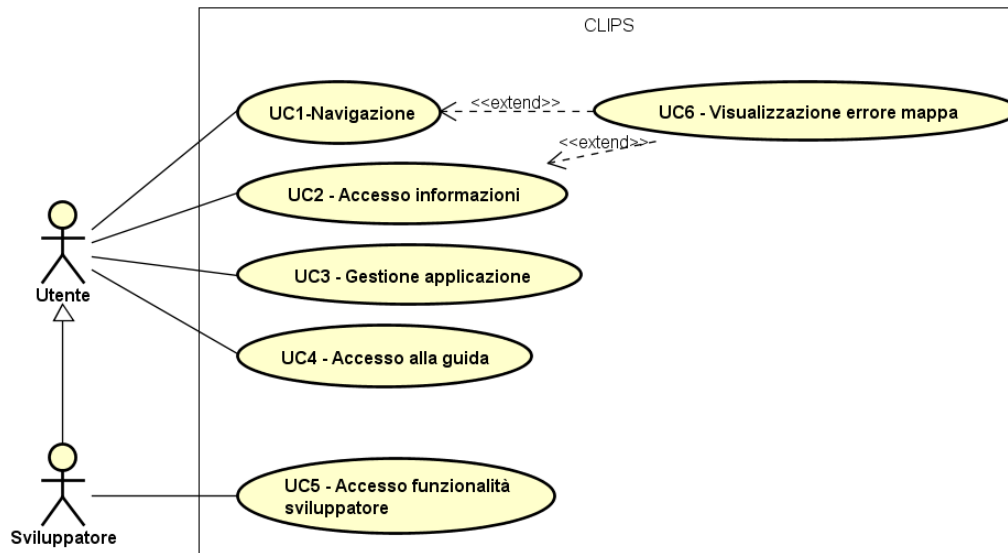 CLIPS
UC1-Navigazione
<<extend>>
UC6 - Visualizzazione errore mappa
<<extend>>
UC2 - Accesso informazioni
UC3 - Gestione applicazione
Utente
UC4 - Accesso alla guida
UC5 - Accesso funzionalità
sviluppatore
Sviluppatore